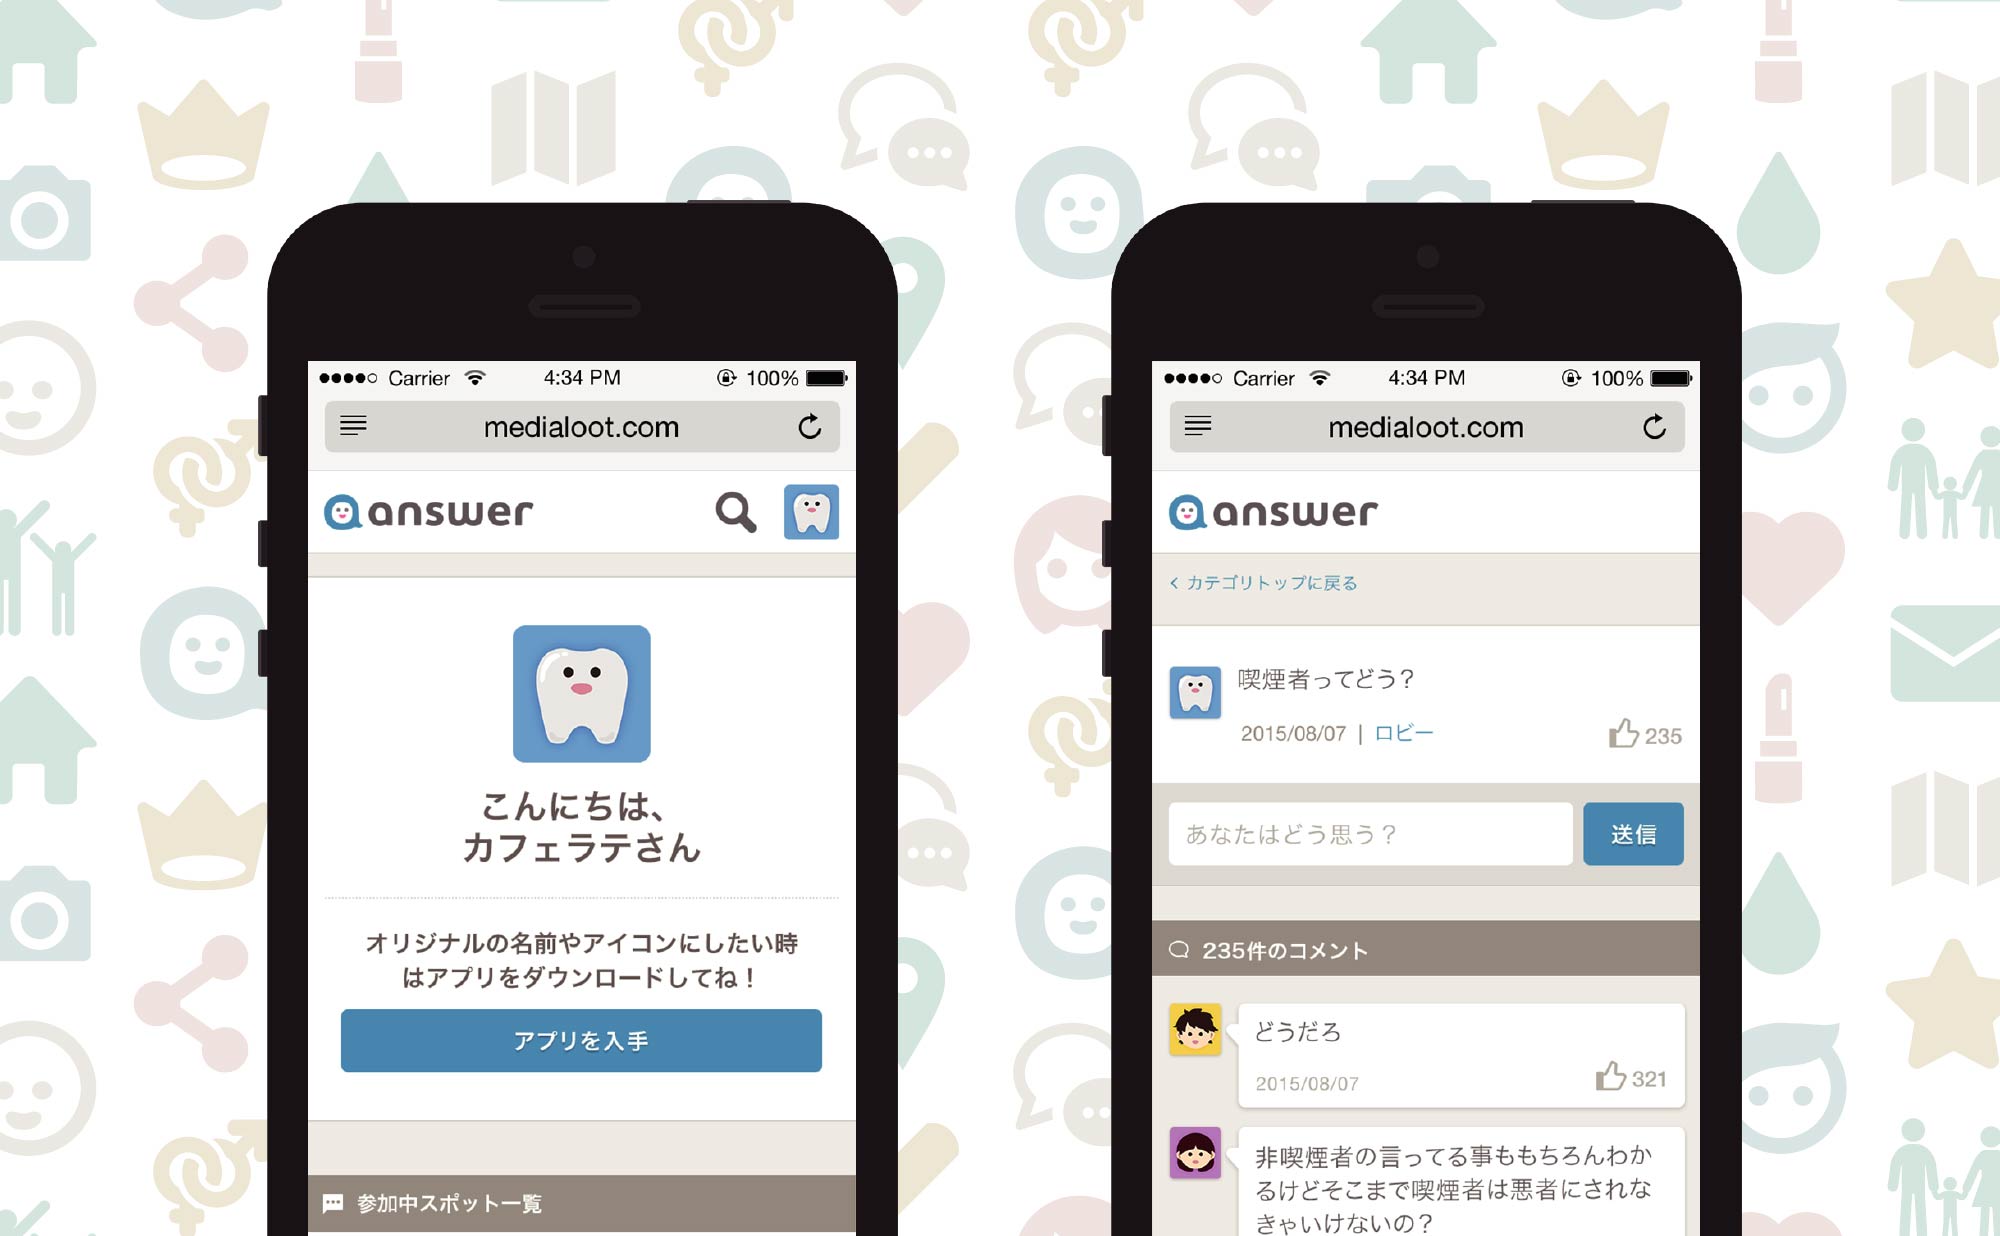 Carrier 4:34 PM 100%
medialoot.com
answer
こんにちは、
カフェラテさん
オリジナルの名前やアイコンにしたい時
はアプリをダウンロードしてね！
アプリを入手
参加中スポット一覧
Carrier 4:34 PM 100%
medialoot.com
answer
< カテゴリトップに戻る
喫煙者ってどう？
2015/08/07 | ロビー 235
あなたはどう思う？ 送信
235件のコメント
どうだろ
2015/08/07 321
非喫煙者の言ってる事ももちろんわか
るけどそこまで喫煙者は悪者にされな
きゃいけないの？